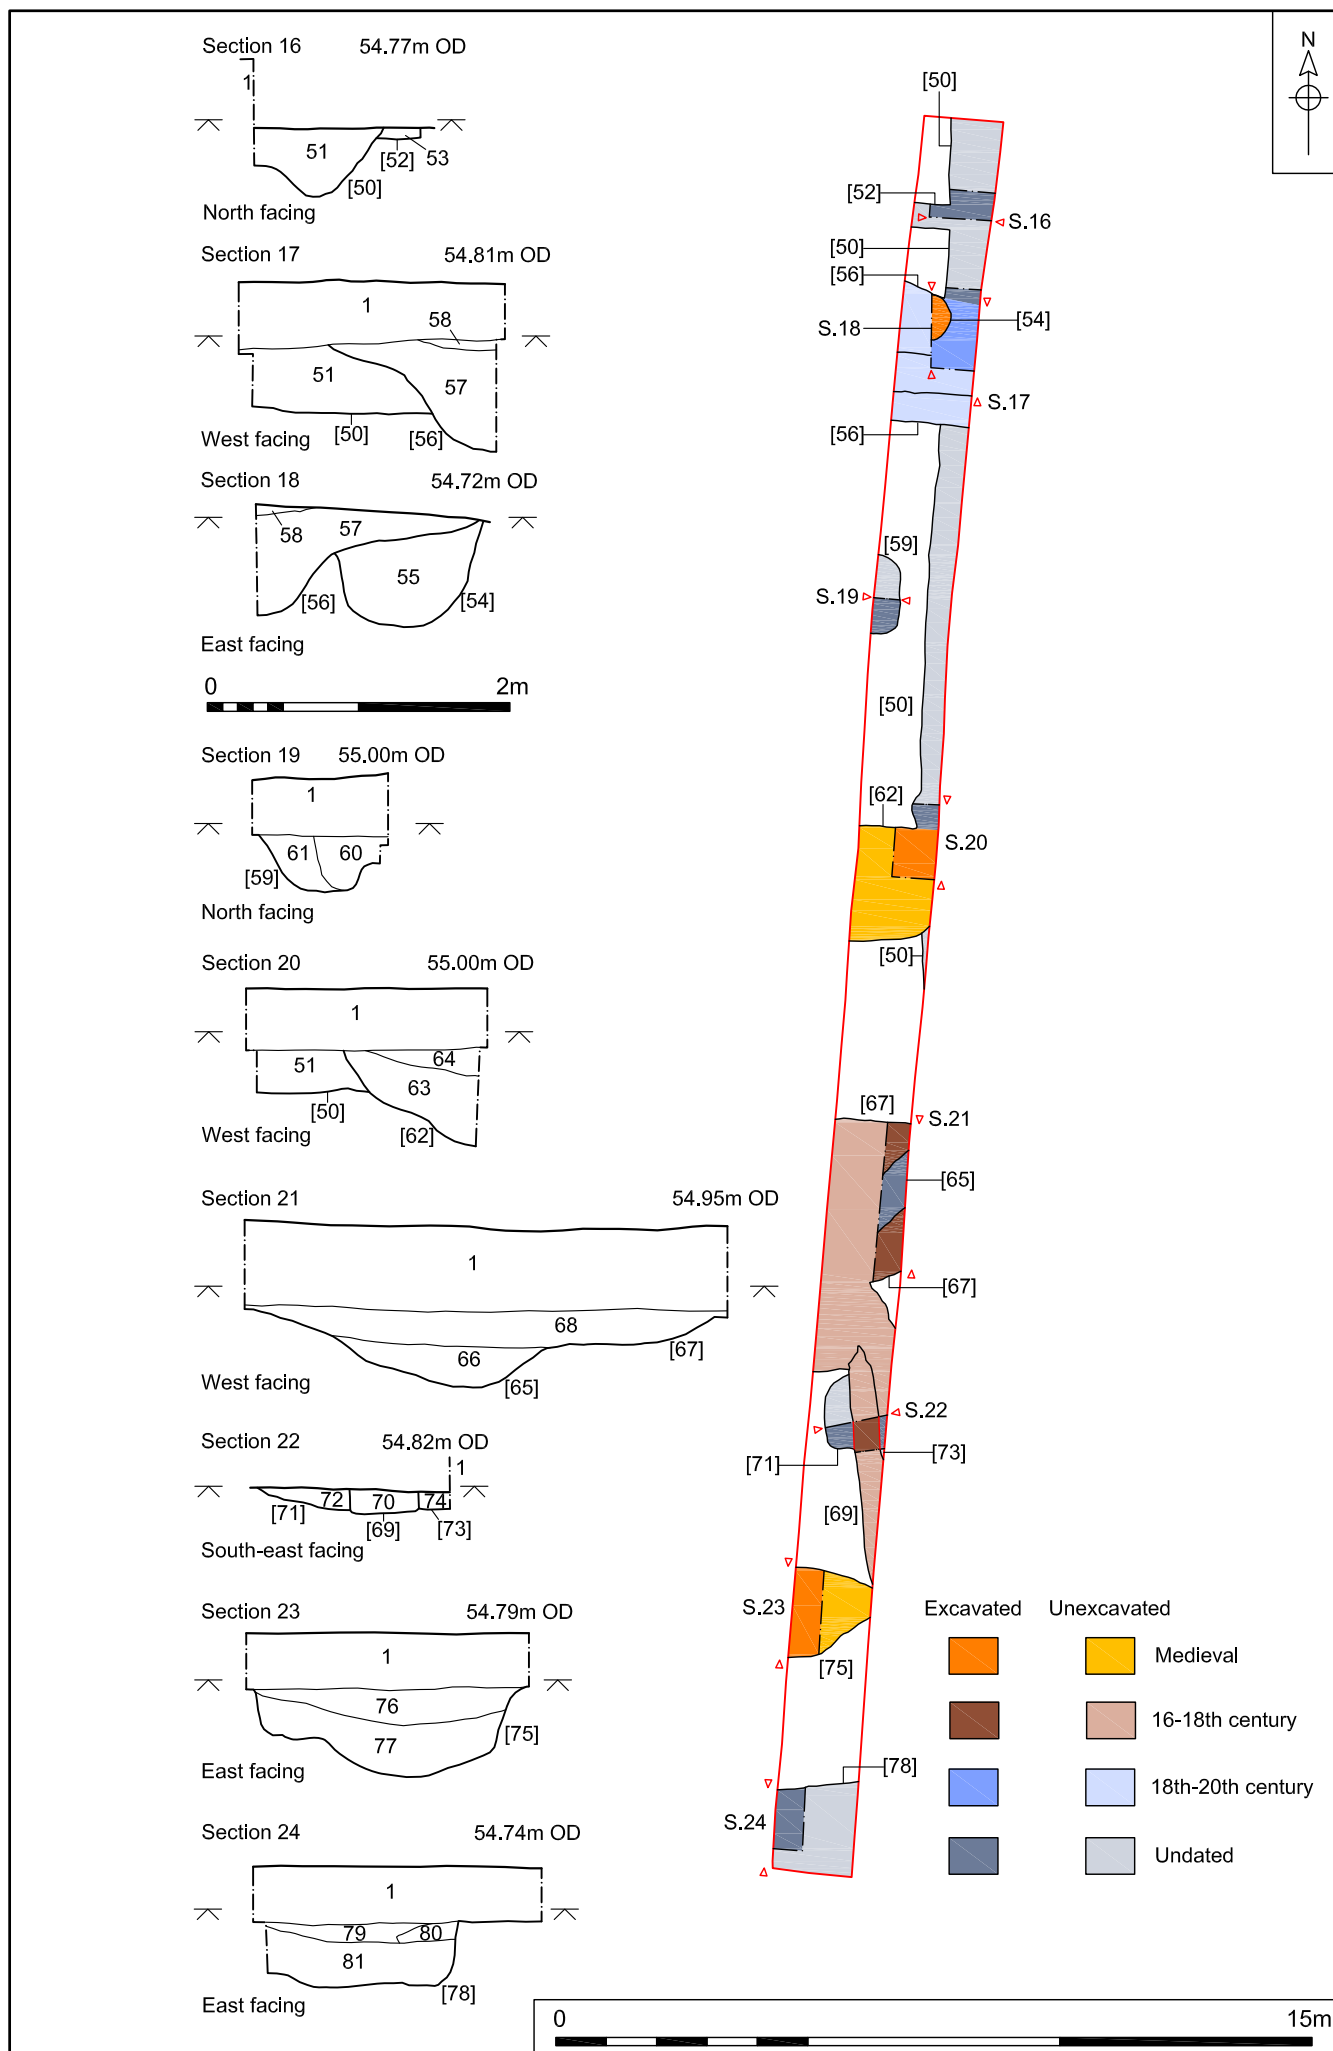 Section 16 54.77m OD
1
51
[52] 53
[50]
North facing
Section 17 54.81m OD
1
58
51
57
West facing [50] [56]
Section 18 54.72m OD
58 57
55
[56] [54]
East facing
0 2m
Section 19 55.00m OD
1
61 60
[59]
North facing
Section 20 55.00m OD
1
51 64
63
[50]
West facing [62]
Section 21 54.95m OD
1
68
66 [67]
West facing [65]
Section 22 54.82m OD
1
72 70 74
[71] [69] [73]
South-east facing
Section 23 54.79m OD
1
76
77 [75]
East facing
Section 24 54.74m OD
1
79 80
81
[78]
East facing
N
[50]
[52]
S.16
[50]
[56]
S.18 [54]
S.17
[56]
[59]
S.19
[50]
[62]
S.20
[50]
[67] S.21
[65]
[67]
S.22
[71] [73]
[69]
S.23
[75]
[78]
S.24
Excavated Unexcavated
Medieval
16-18th century
18th-20th century
Undated
0 15m